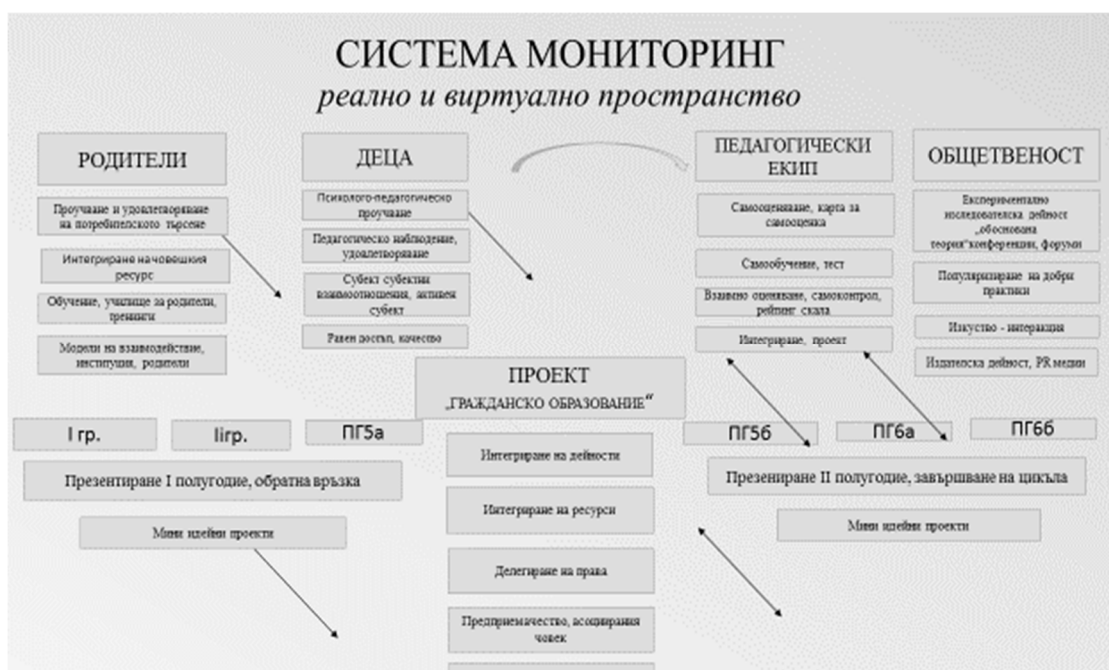 СИСТЕМА МОНИТОРИНГ
реално и виртуално пространство
РОДИТЕЛИ
Проучване и удовлетворяване
на потребителското търсене
Интегриране на човешкия
ресурс
Обучение, училище за родители,
тренинги
Модели на взаимодействие,
институция, родители
ДЕЦА
Психолого-педагогическо
проучване
Педагогическо наблюдение,
удовлетворяване
Субект субектни
взаимоотношения, активен
субект
Равен достъп, качество
ПЕДАГОГИЧЕСКИ
ЕКИП
Самооценяване, карта за
самооценка
Самообучение, тест
Взаимно оценяване, самоконтрол,
рейтинг скала
Интегриране, проект
ОБЩЕТВЕНОСТ
Експериментално
изследователска дейност
„обоснована
теория“конференции, форуми
Популяризиране на добри
практики
Изкуство - интеракция
Издателска дейност, PR медии
ПРОЕКТ
„ГРАЖДАНСКО ОБРАЗОВАНИЕ“
I гр.
Iiгр.
ПГ5а
ПГ5б
ПГ6а
ПГ6б
Презентиране I полугодие, обратна връзка
Мини идейни проекти
Интегриране на дейности
Интегриране на ресурси
Делегиране на права
Предприемачество, асоциирания
човек
Презениране II полугодие, завършване на цикъла
Мини идейни проекти